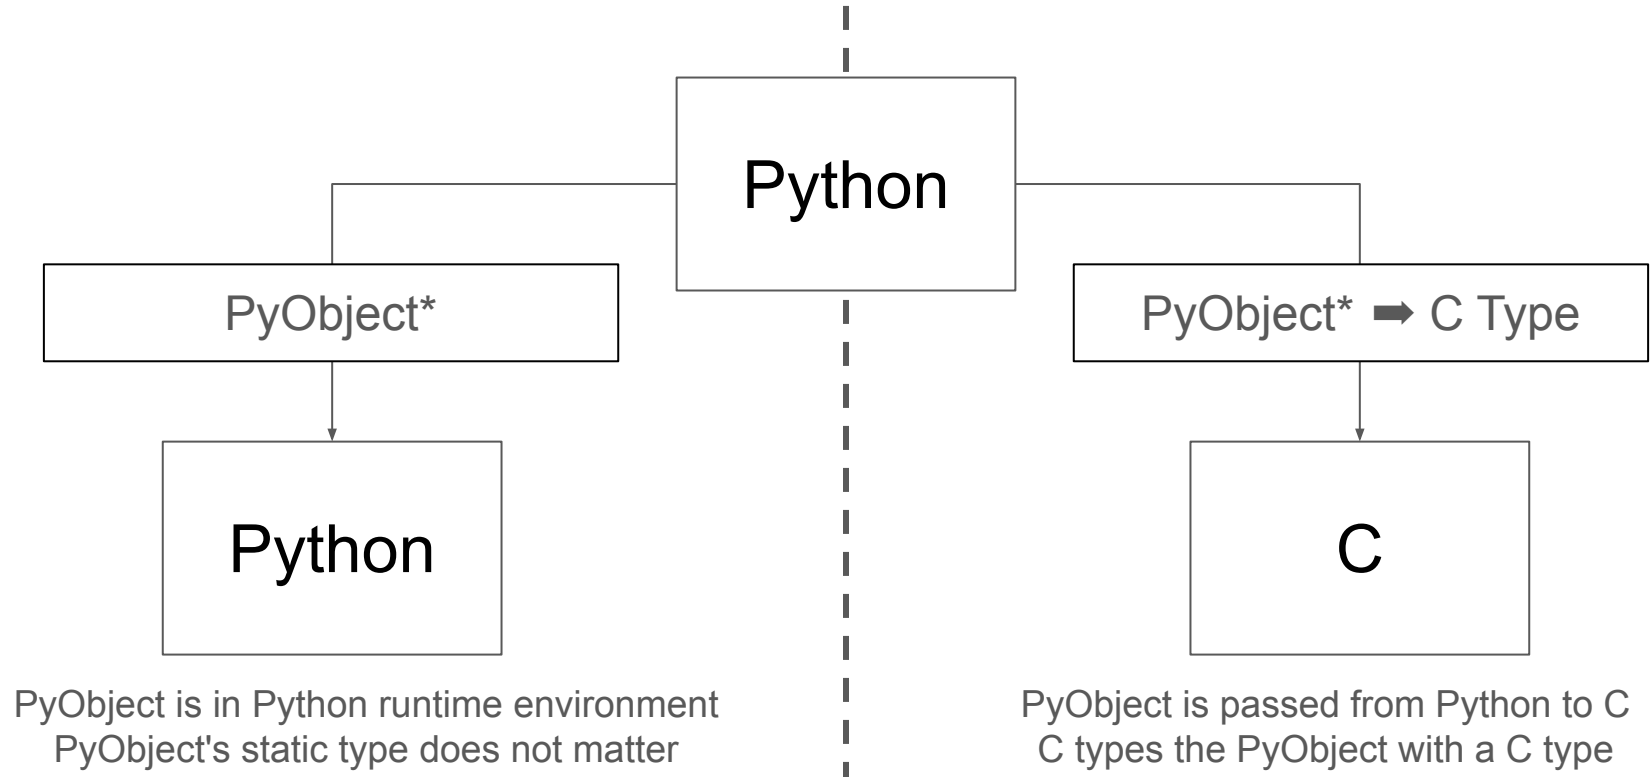 Python
PyObject*
PyObject* ➡ C Type
Python
C
PyObject is in Python runtime environment
PyObject's static type does not matter
PyObject is passed from Python to C
C types the PyObject with a C type